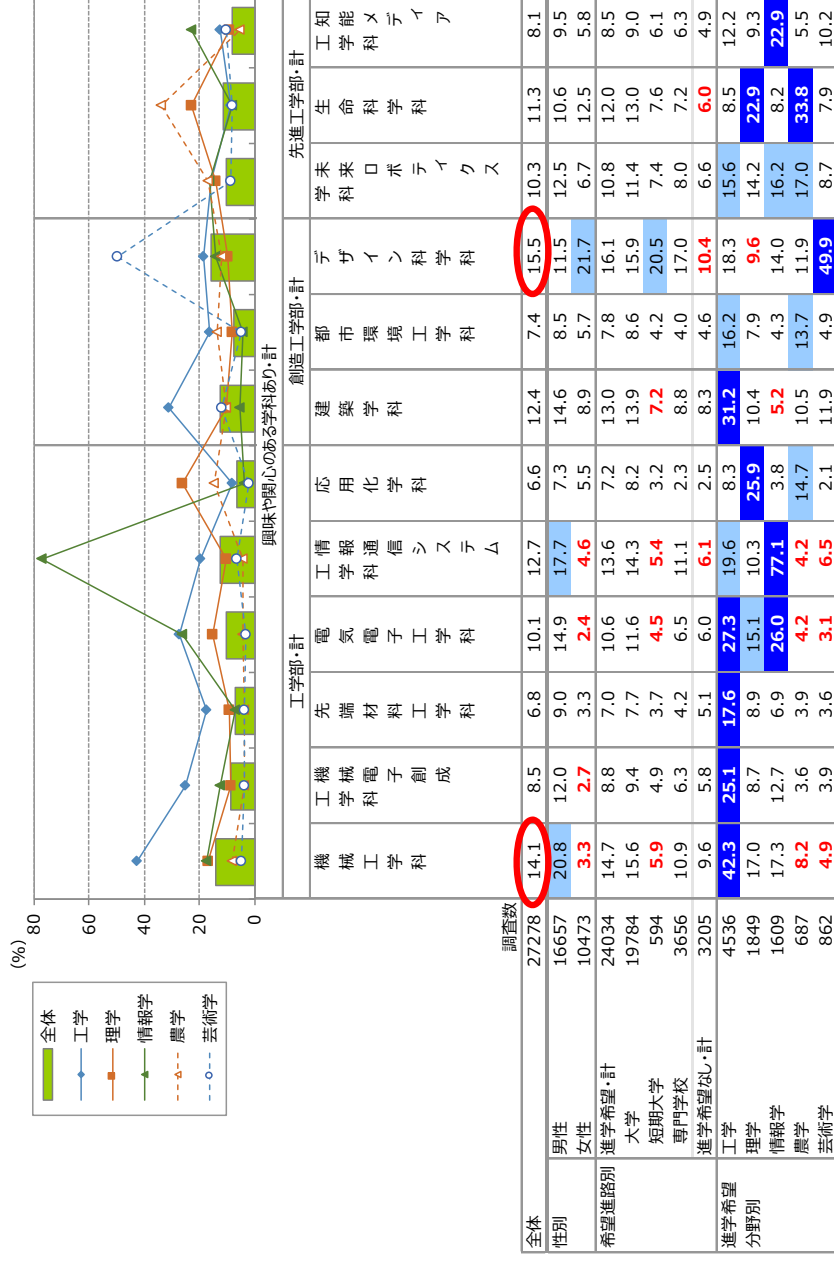 (%)
80
60
40
20
0
全体
工学
理学
情報学
農学
芸術学
興味や関心のある学科あり・計
工学部・計 創造工学部・計 先進工学部・計
機械工学科
機械電子創成工学科
先端材料工学科
電気電子工学科
情報通信システム工学科
応用化学科
建築学科
都市環境工学科
デザイン科学科
未来ロボティクス学科
生命科学科
知能メディア工学科
調査数
全体 27278 14.1 8.5 6.8 10.1 12.7 6.6 12.4 7.4 15.5 10.3 11.3 8.1
性別 男性 16657 20.8 12.0 9.0 14.9 17.7 7.3 14.6 8.5 11.5 12.5 10.6 9.5
女性 10473 3.3 2.7 3.3 2.4 4.6 5.5 8.9 5.7 21.7 6.7 12.5 5.8
希望進路別 進学希望・計 24034 14.7 8.8 7.0 10.6 13.6 7.2 13.0 7.8 16.1 10.8 12.0 8.5
大学 19784 15.6 9.4 7.7 11.6 14.3 8.2 13.9 8.6 15.9 11.4 13.0 9.0
短期大学 594 5.9 4.9 3.7 4.5 5.4 3.2 7.2 4.2 20.5 7.4 7.6 6.1
専門学校 3656 10.9 6.3 4.2 6.5 11.1 2.3 8.8 4.0 17.0 8.0 7.2 6.3
進学希望なし・計 3205 9.6 5.8 5.1 6.0 6.1 2.5 8.3 4.6 10.4 6.6 6.0 4.9
進学希望分野別 工学 4536 42.3 25.1 17.6 27.3 19.6 8.3 31.2 16.2 18.3 15.6 8.5 12.2
理学 1849 17.0 8.7 8.9 15.1 10.3 25.9 10.4 7.9 9.6 14.2 22.9 9.3
情報学 1609 17.3 12.7 6.9 26.0 77.1 3.8 5.2 4.3 14.0 16.2 8.2 22.9
農学 687 8.2 3.6 3.9 4.2 4.2 14.7 10.5 13.7 11.9 17.0 33.8 5.5
芸術学 862 4.9 3.9 3.6 3.1 6.5 2.1 11.9 4.9 49.9 8.7 7.9 10.2